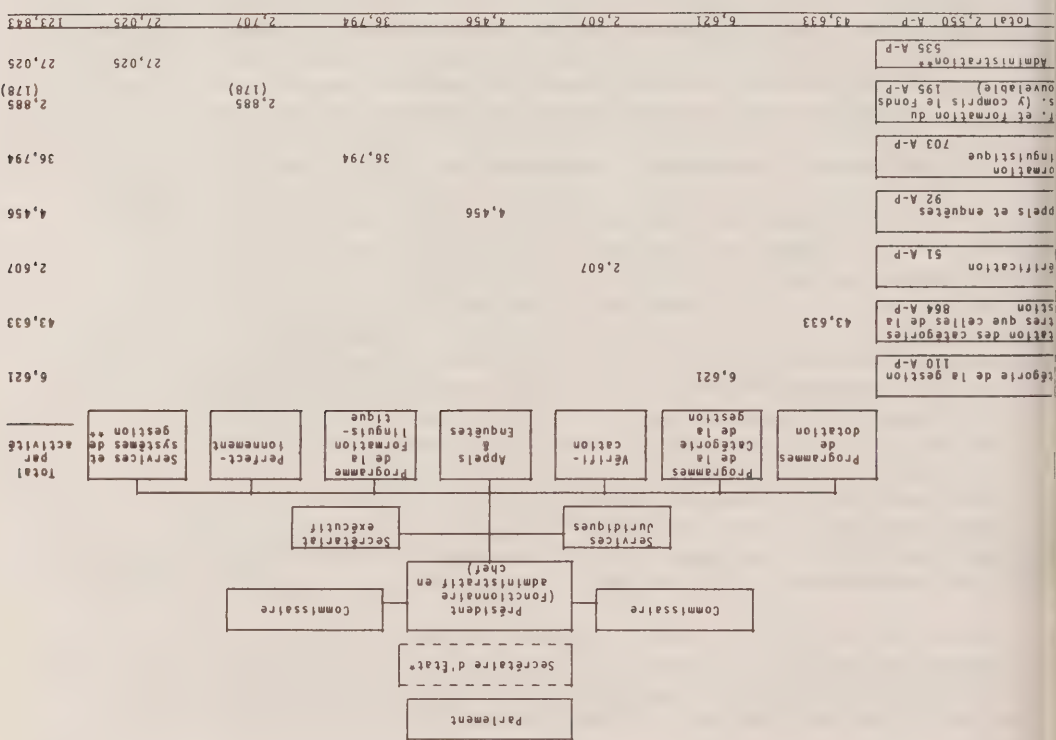 Parlement
Secrétaire d'État*
Commissaire
Président
(Fonctionnaire
administratif en
chef)
Commissaire
Services
Juridiques
Secrétariat
exécutif
Programmes
de
dotation
Programmes
de la
Catégorie
de la
gestion
Vérifi-
cation
Appels
&
Enquêtes
Programme
de la
Formation
linguis-
tique
Perfect-
ionnement
Services et
systèmes de
gestion **
Total
par
activité
tégorie de la gestion
110 A-P
6,621 6,621
tation des catégories
tres que celles de la
stion 864 A-P
43,633 43,633
érification
51 A-P
2,607 2,607
ppels et enquêtes
92 A-P
4,456 4,456
ormation
inguistique
703 A-P
36,794 36,794
f. et formation du
s. (y compris le Fonds
ouvelable) 195 A-P
2,885 2,885
(178) (178)
Administration**
535 A-P
27,025 27,025
Total 2,550 A-P 43,633 6,621 2,607 4,456 36,794 2,707 27,025 123,843